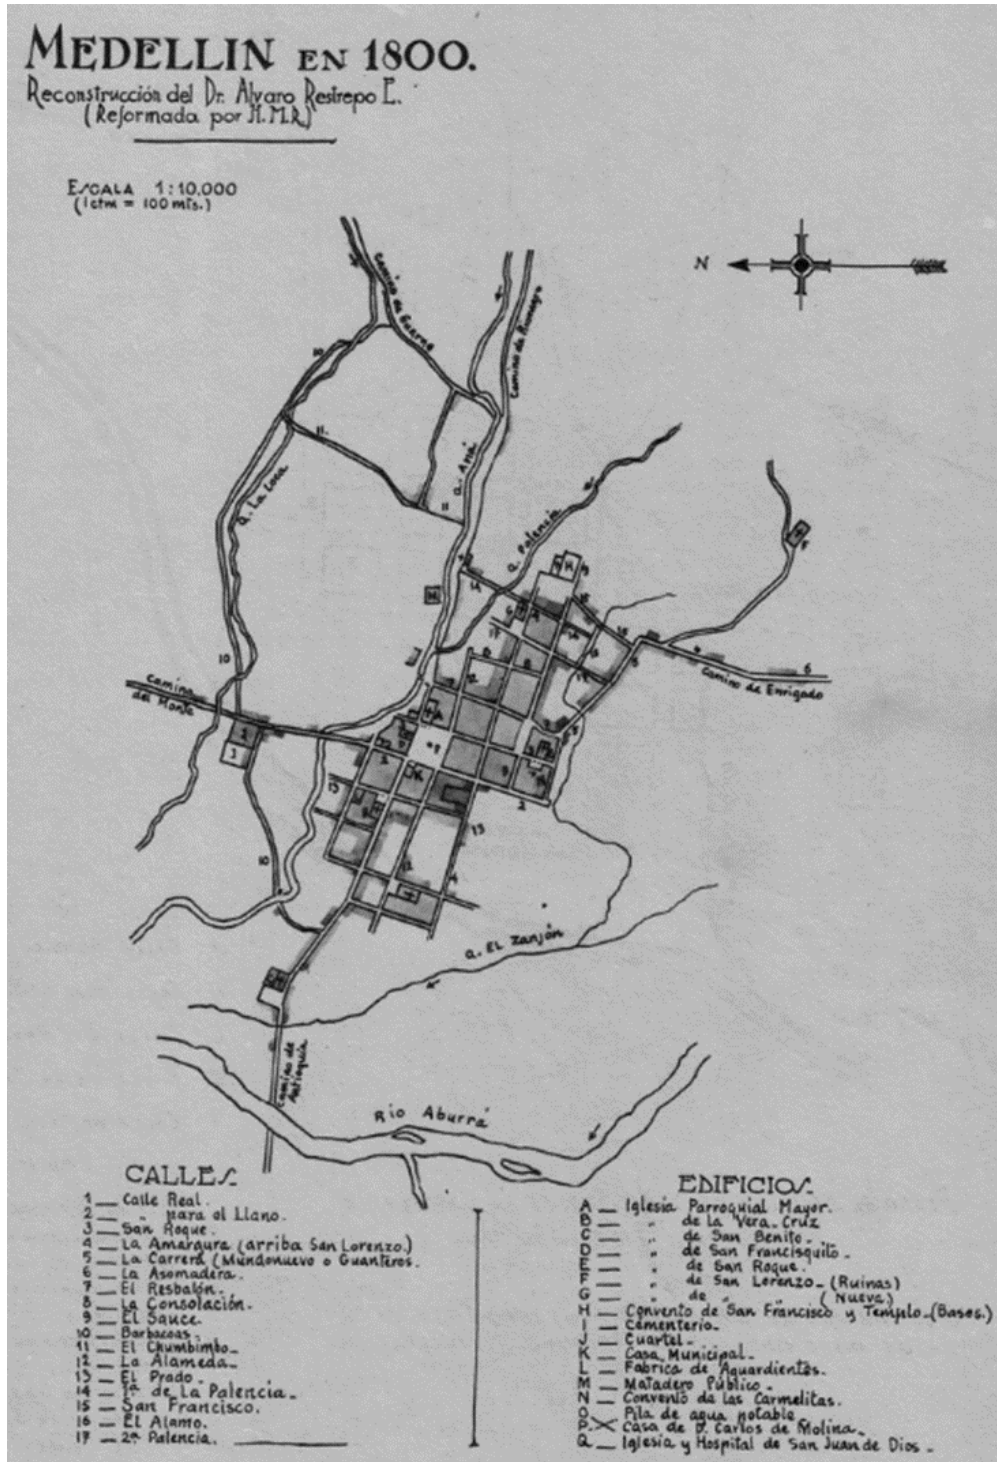 MEDELLIN EN 1800.
Reconstrucción del Dr. Alvaro Restrepo E.
(Reformada por H.M.R.)
ESCALA 1:10,000
(1 ctm = 100 mts.)
N
Camino de Guarne
Camino de Rionegro
Q. Aná
Q. La Loca
Q. Palencia
Camino del Monte
Camino de Envigado
Q. EL Zanjón
Camino de Antioquia
Rio Aburrá
CALLES
1 — Calle Real.
2 — " para el Llano.
3 — San Roque.
4 — La Amargura (arriba San Lorenzo.)
5 — La Carrera (Mundonuevo o Guanteros.
6 — La Asomadera.
7 — El Resbalón.
8 — La Consolación.
9 — El Sauce.
10 — Barbacoas.
11 — El Chumbimbo.
12 — La Alameda.
13 — El Prado.
14 — 1ª de La Palencia.
15 — San Francisco.
16 — El Alamo.
17 — 2ª Palencia.
EDIFICIOS.
A — Iglesia Parroquial Mayor.
B — " de la Vera-Cruz
C — " de San Benito.
D — " de San Francisquito.
E — " de San Roque.
F — " de San Lorenzo (Ruinas)
G — " de " " (Nueva)
H — Convento de San Francisco y Templo (Bases.)
I — Cementerio.
J — Cuartel.
K — Casa Municipal.
L — Fabrica de Aguardientes.
M — Matadero Público.
N — Convento de las Carmelitas.
O — Pila de agua potable
P — Casa de D. Carlos de Molina.
Q — Iglesia y Hospital de San Juan de Dios.